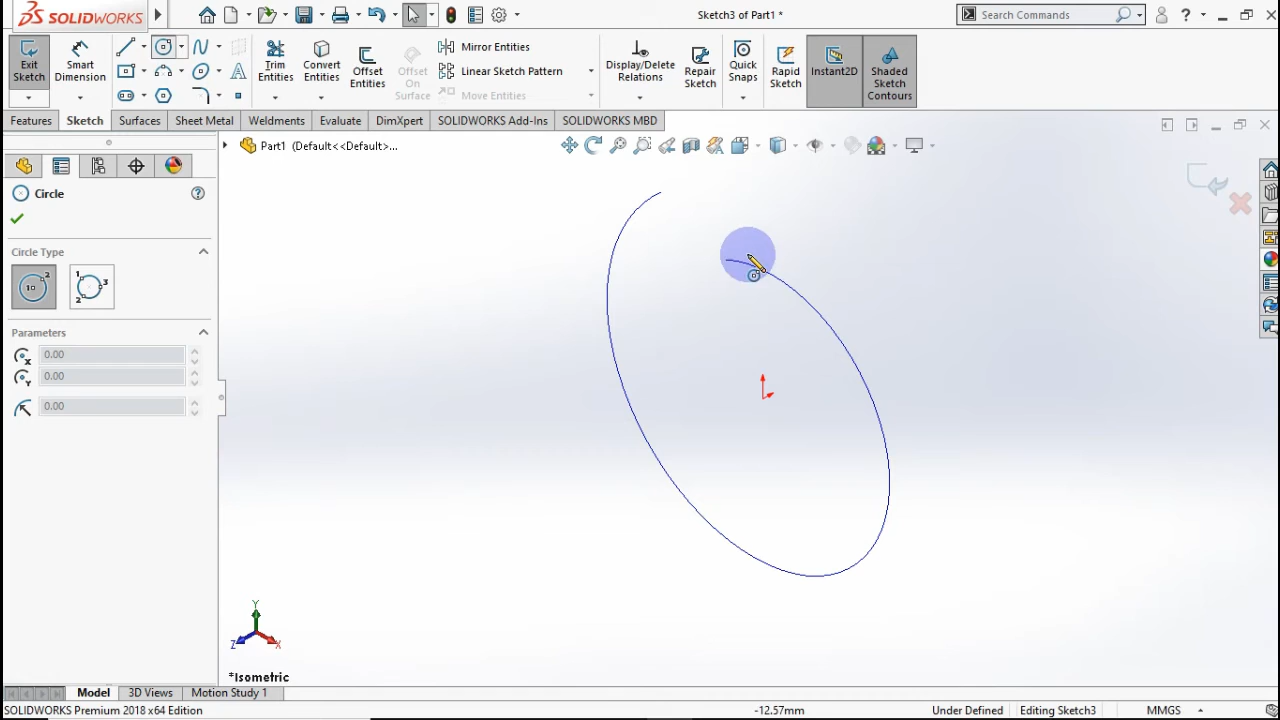 SOLIDWORKS
Sketch3 of Part1 *
Search Commands
Exit Sketch
Smart Dimension
Trim Entities
Convert Entities
Offset Entities
Offset On Surface
Mirror Entities
Linear Sketch Pattern
Move Entities
Display/Delete Relations
Repair Sketch
Quick Snaps
Rapid Sketch
Instant2D
Shaded Sketch Contours
Features
Sketch
Surfaces
Sheet Metal
Weldments
Evaluate
DimXpert
SOLIDWORKS Add-Ins
SOLIDWORKS MBD
Part1 (Default<<Default>...
Circle
Circle Type
Parameters
0.00
0.00
0.00
Y
Z
X
*Isometric
Model
3D Views
Motion Study 1
SOLIDWORKS Premium 2018 x64 Edition
-12.57mm
Under Defined
Editing Sketch3
MMGS